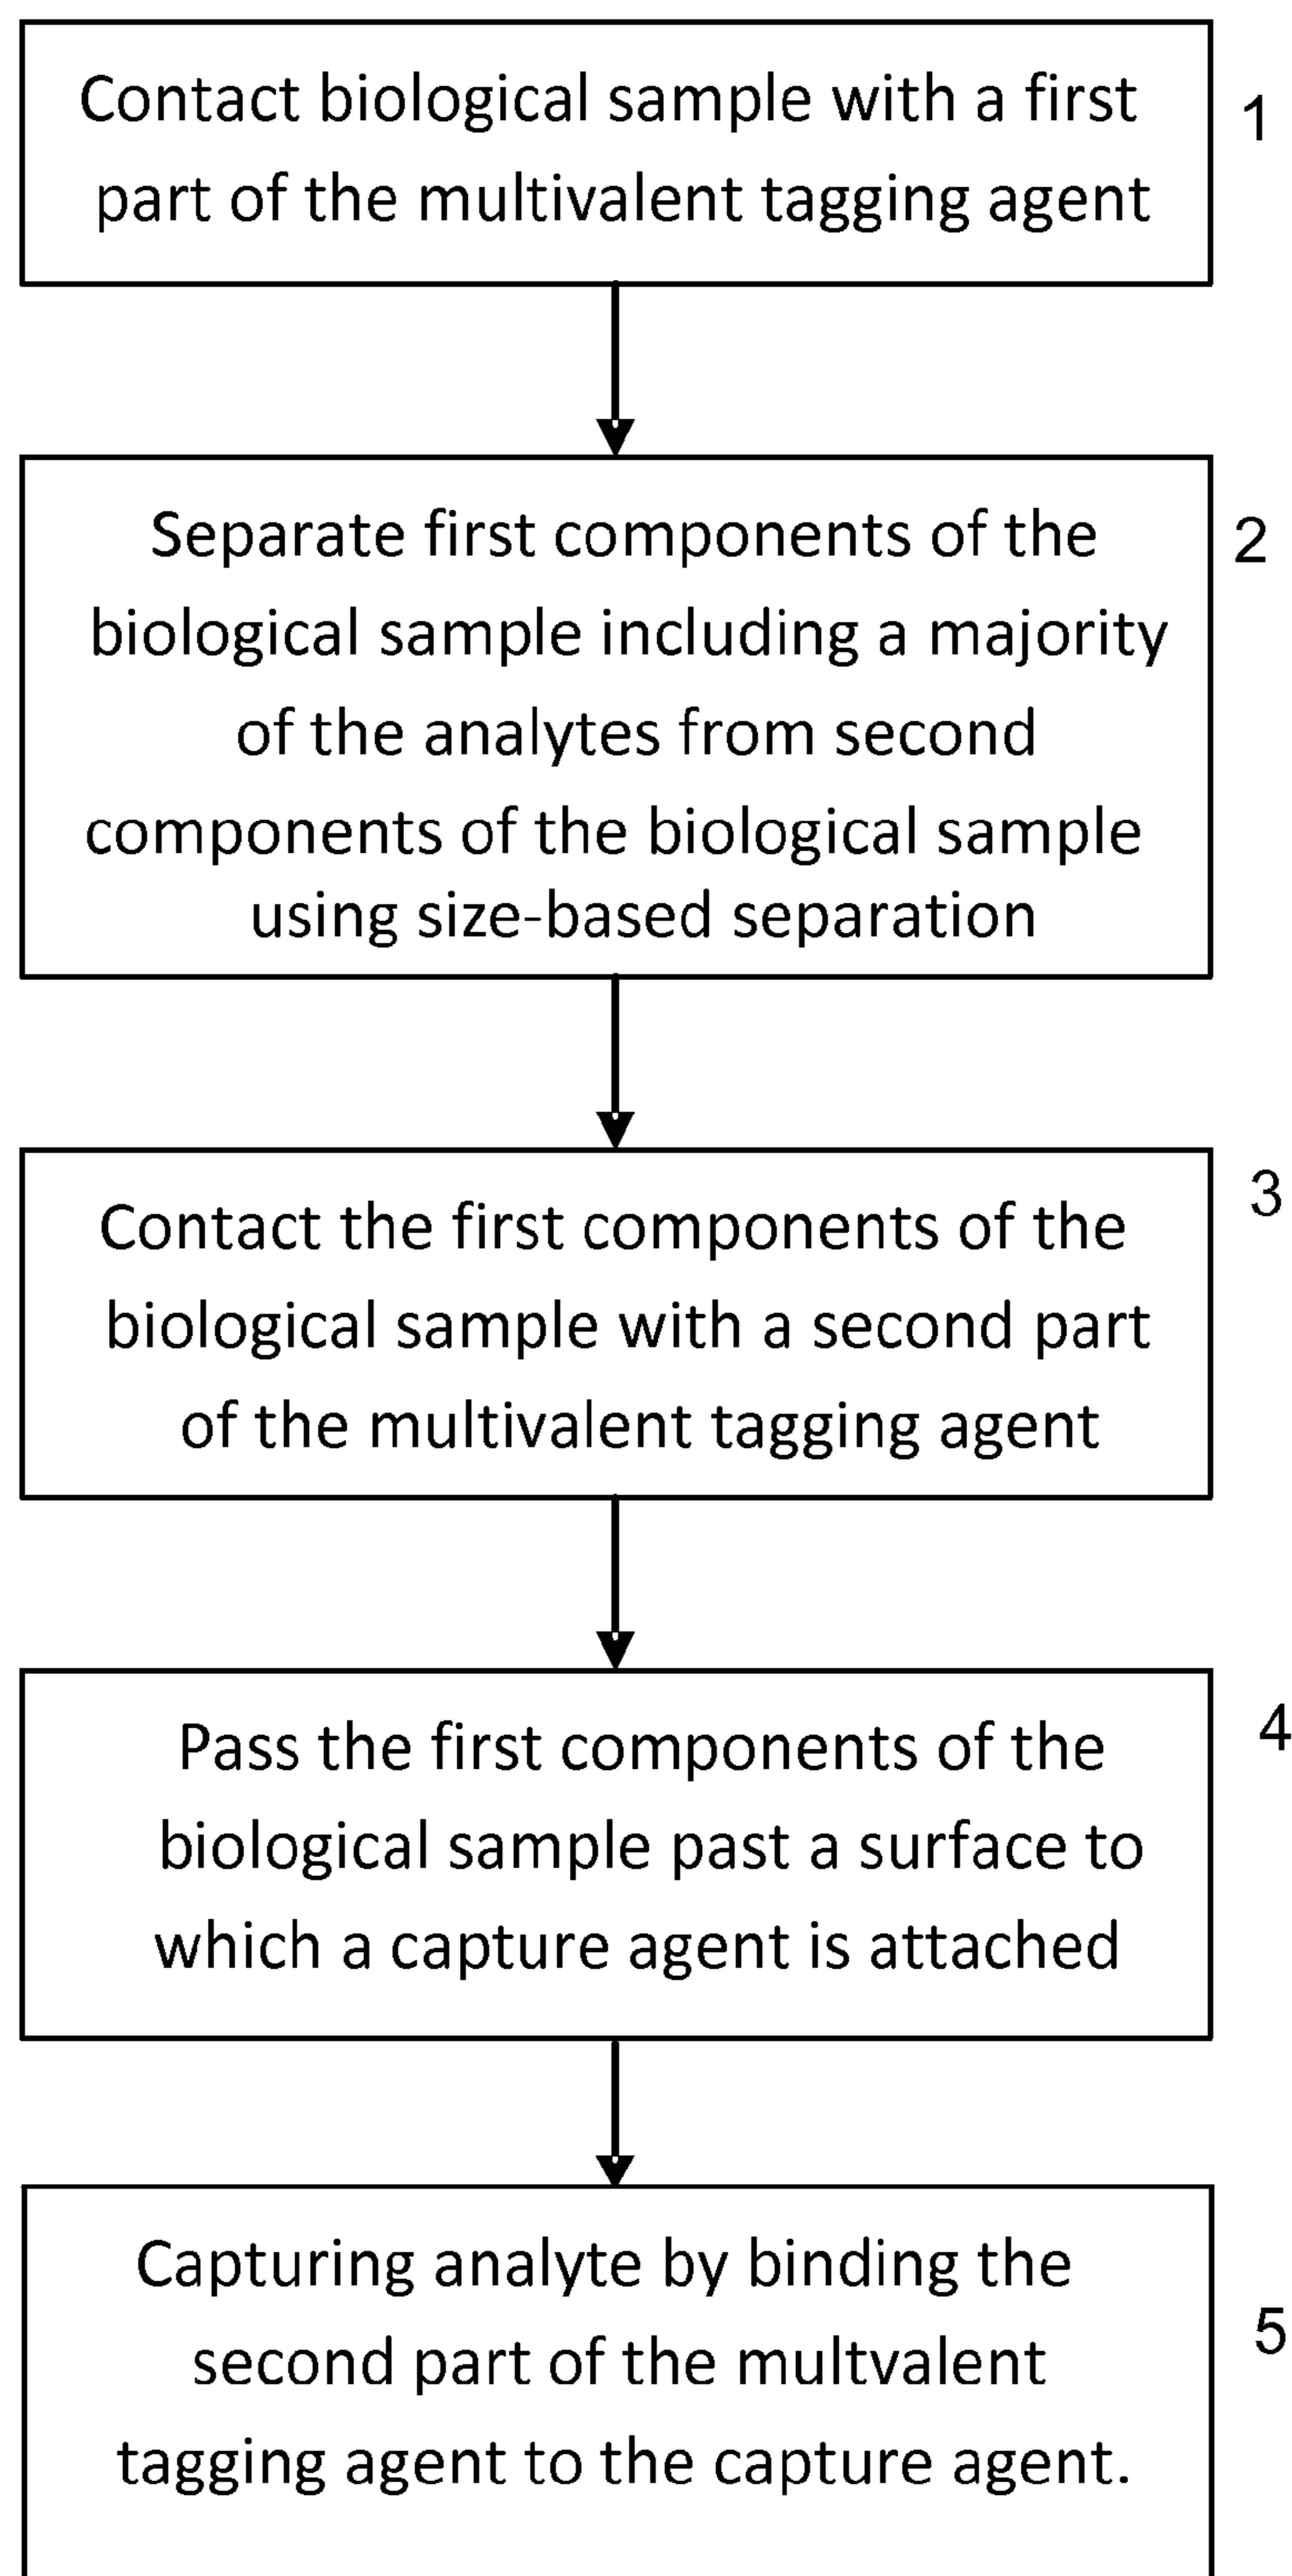 Contact biological sample with a first
1
part of the multivalent tagging agent
Separate first components of the
2
biological sample including a majority
of the analytes from second
components of the biological sample
using size-based separation
Contact the first components of the
3
biological sample with a second part
of the multivalent tagging agent
Pass the first components of the
4
biological sample past a surface to
which a capture agent is attached
Capturing analyte by binding the
5
second part of the multvalent
tagging agent to the capture agent.